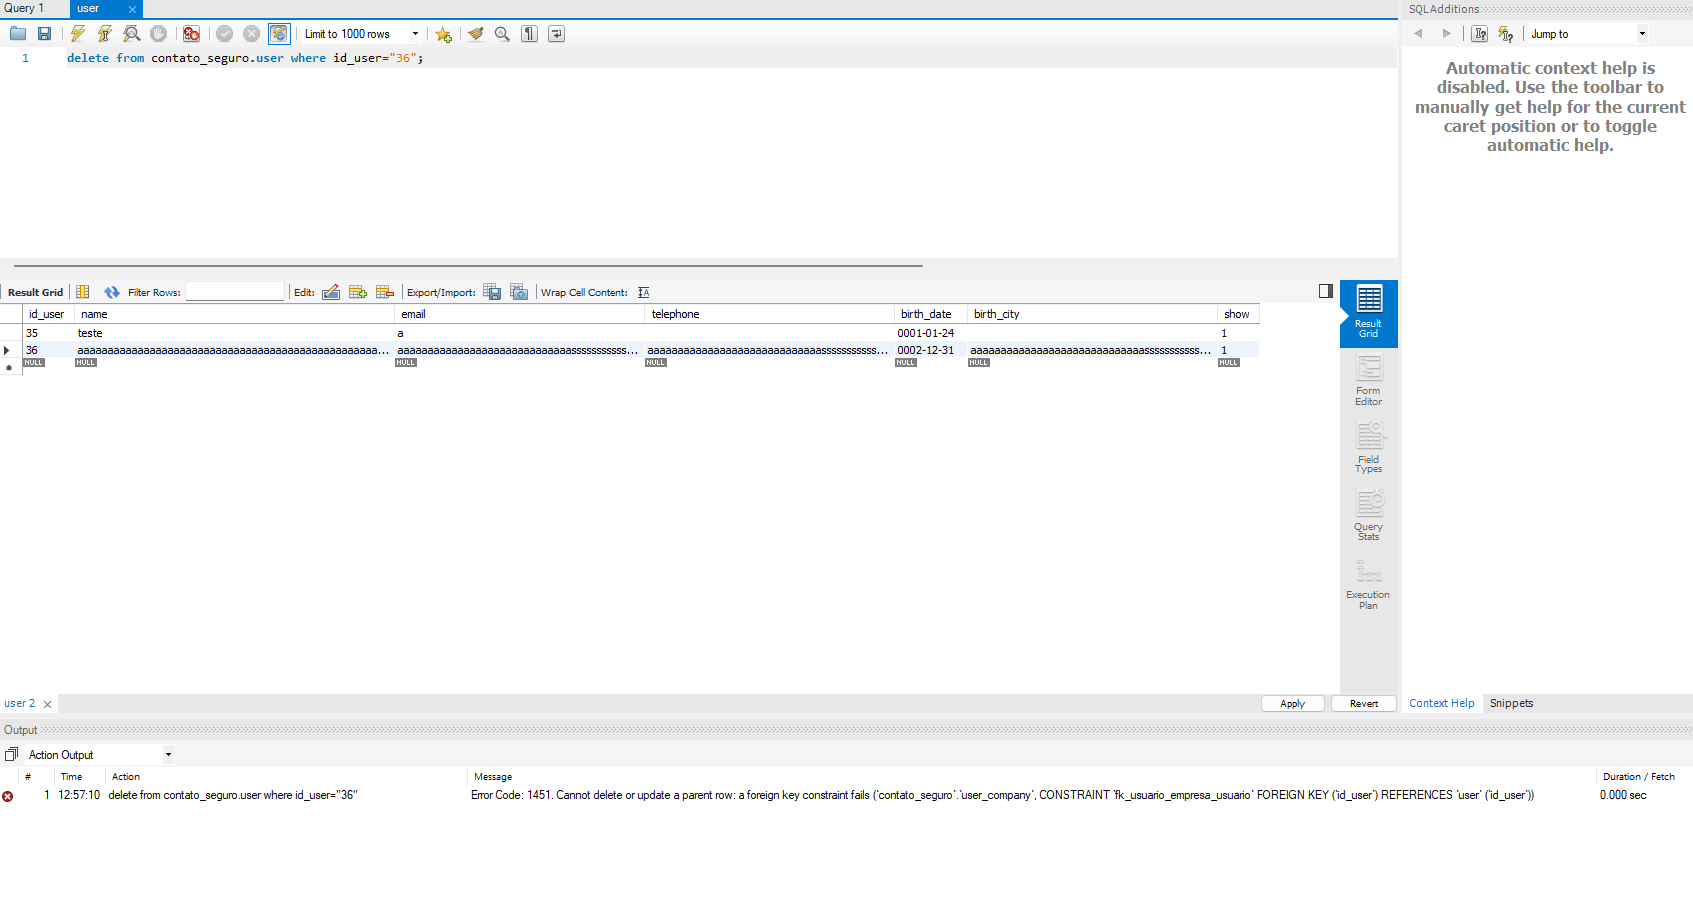 Query 1
user
SQLAdditions
Limit to 1000 rows
Jump to
1 delete from contato_seguro.user where id_user="36";
Automatic context help is
disabled. Use the toolbar to
manually get help for the current
caret position or to toggle
automatic help.
Result Grid Filter Rows: Edit: Export/Import: Wrap Cell Content:
id_user name email telephone birth_date birth_city show
35 teste a 0001-01-24 1
0002-12-31
36 1
NULL NULL NULL NULL NULL NULL NULL
Result
Grid
Form
Editor
Field
Types
Query
Stats
Execution
Plan
user 2
Apply Revert
Context Help Snippets
Output
Action Output
# Time Action Message Duration / Fetch
1 12:57:10 delete from contato_seguro.user where id_user="36" Error Code: 1451. Cannot delete or update a parent row: a foreign key constraint fails (`contato_seguro`.`user_company`, CONSTRAINT `fk_usuario_empresa_usuario` FOREIGN KEY (`id_user`) REFERENCES `user` (`id_user`)) 0.000 sec